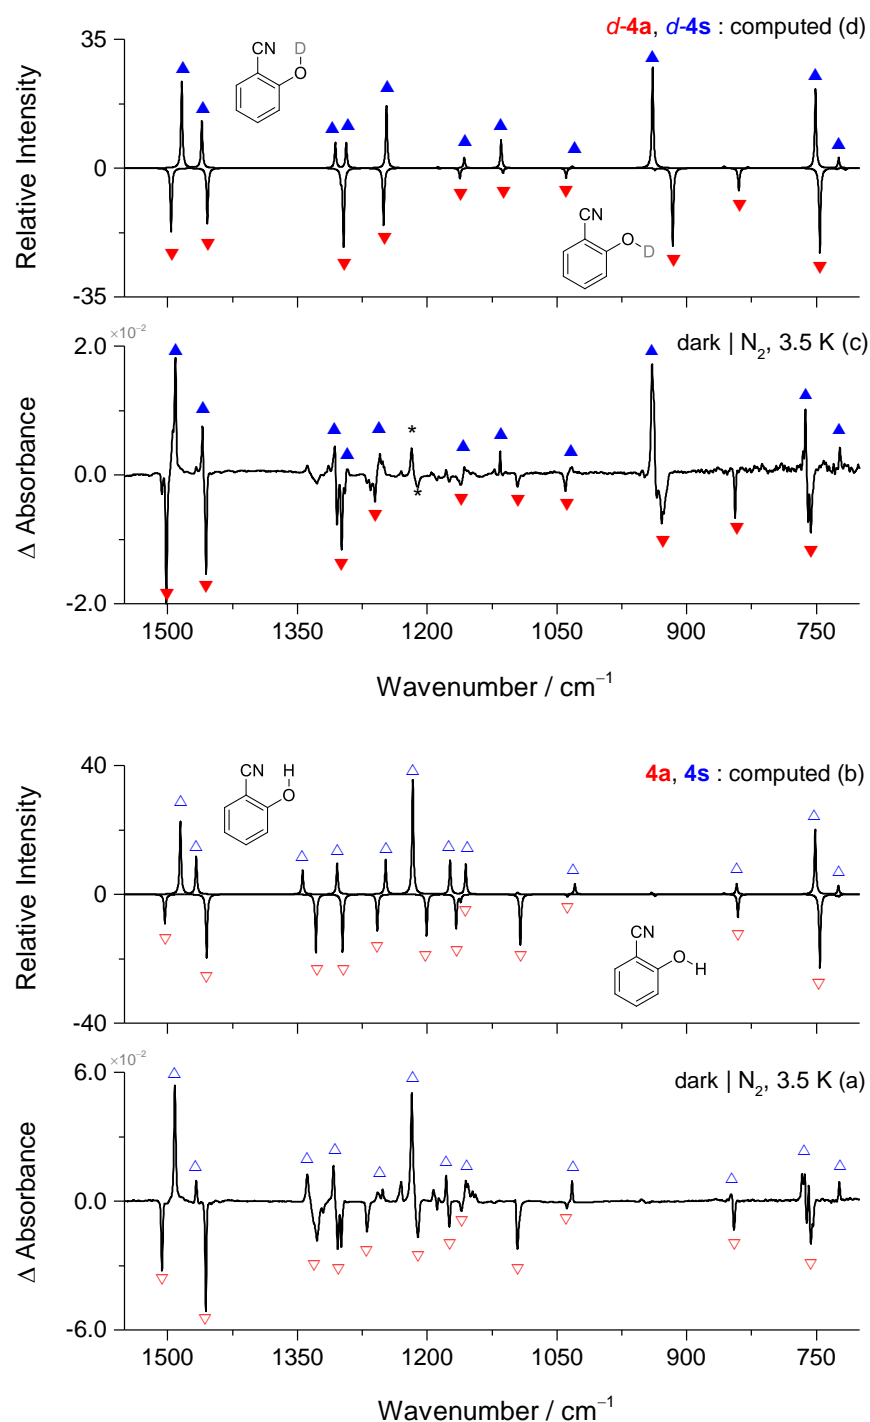 d-4a, d-4s : computed (d)
35
0
-35
Relative Intensity
CN
D
O
CN
O
D
×10⁻²
dark | N₂, 3.5 K (c)
2.0
0.0
-2.0
Δ Absorbance
*
*
1500 1350 1200 1050 900 750
Wavenumber / cm⁻¹
4a, 4s : computed (b)
40
0
-40
Relative Intensity
CN
H
O
CN
O
H
×10⁻²
dark | N₂, 3.5 K (a)
6.0
0.0
-6.0
Δ Absorbance
1500 1350 1200 1050 900 750
Wavenumber / cm⁻¹